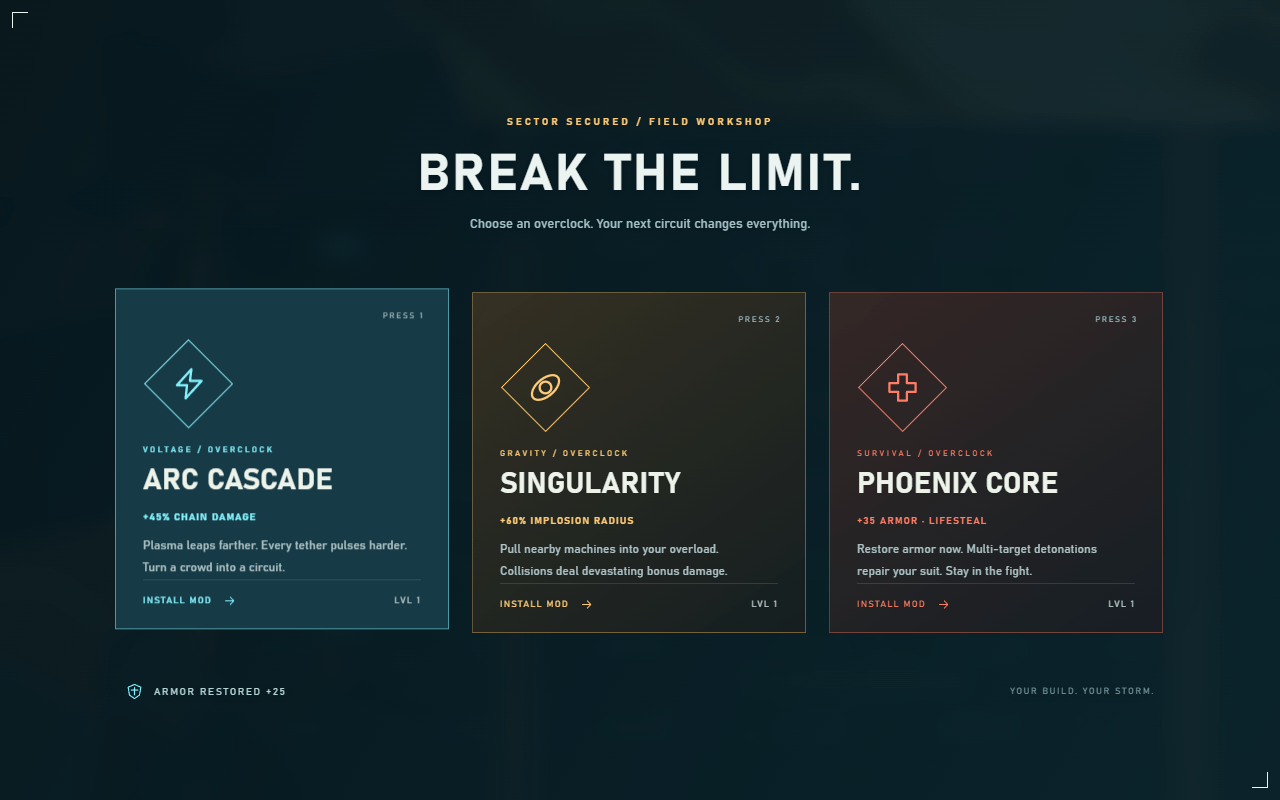 SECTOR SECURED / FIELD WORKSHOP
BREAK THE LIMIT.
Choose an overclock. Your next circuit changes everything.
PRESS 1
VOLTAGE / OVERCLOCK
ARC CASCADE
+45% CHAIN DAMAGE
Plasma leaps farther. Every tether pulses harder.
Turn a crowd into a circuit.
INSTALL MOD → LVL 1
PRESS 2
GRAVITY / OVERCLOCK
SINGULARITY
+60% IMPLOSION RADIUS
Pull nearby machines into your overload.
Collisions deal devastating bonus damage.
INSTALL MOD → LVL 1
PRESS 3
SURVIVAL / OVERCLOCK
PHOENIX CORE
+35 ARMOR · LIFESTEAL
Restore armor now. Multi-target detonations
repair your suit. Stay in the fight.
INSTALL MOD → LVL 1
ARMOR RESTORED +25
YOUR BUILD. YOUR STORM.